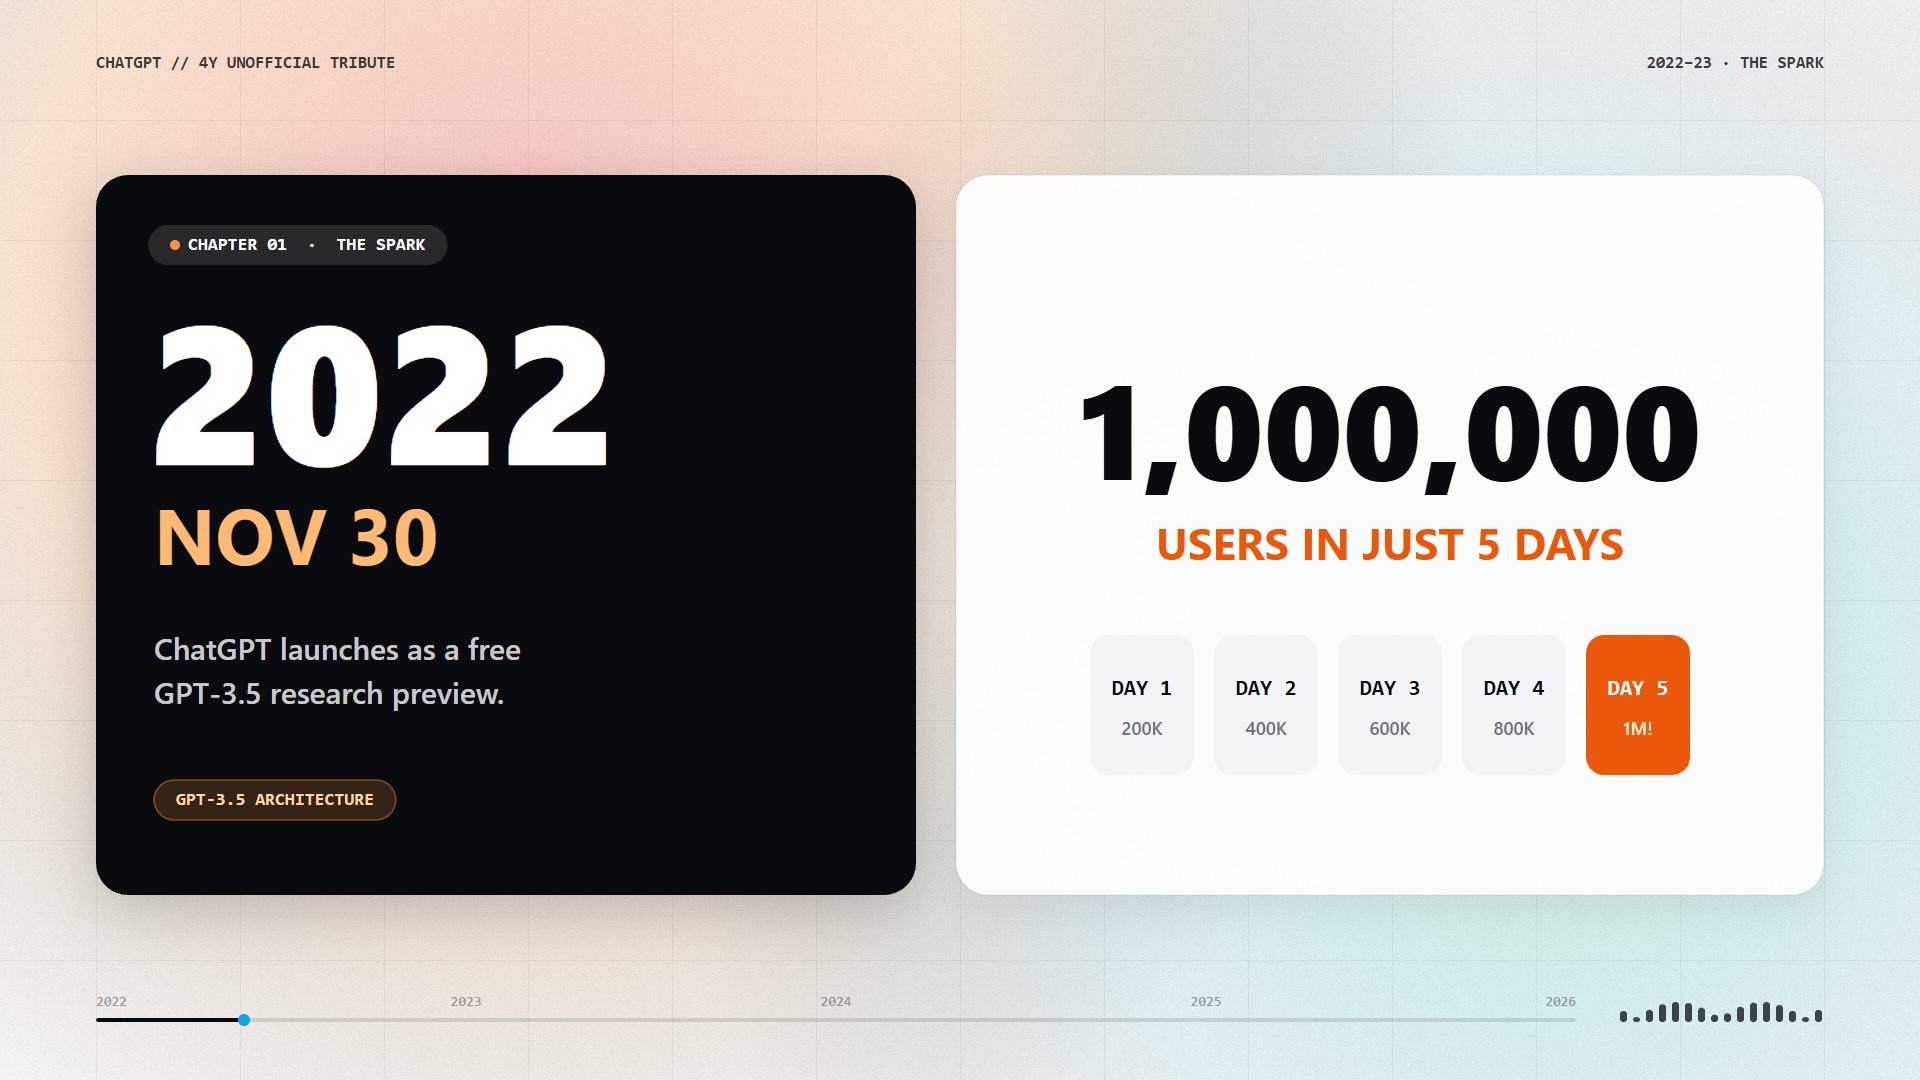 CHATGPT // 4Y UNOFFICIAL TRIBUTE
2022–23 · THE SPARK
CHAPTER 01 · THE SPARK
2022
NOV 30
ChatGPT launches as a free
GPT-3.5 research preview.
GPT-3.5 ARCHITECTURE
1,000,000
USERS IN JUST 5 DAYS
DAY 1
200K
DAY 2
400K
DAY 3
600K
DAY 4
800K
DAY 5
1M!
2022
2023
2024
2025
2026